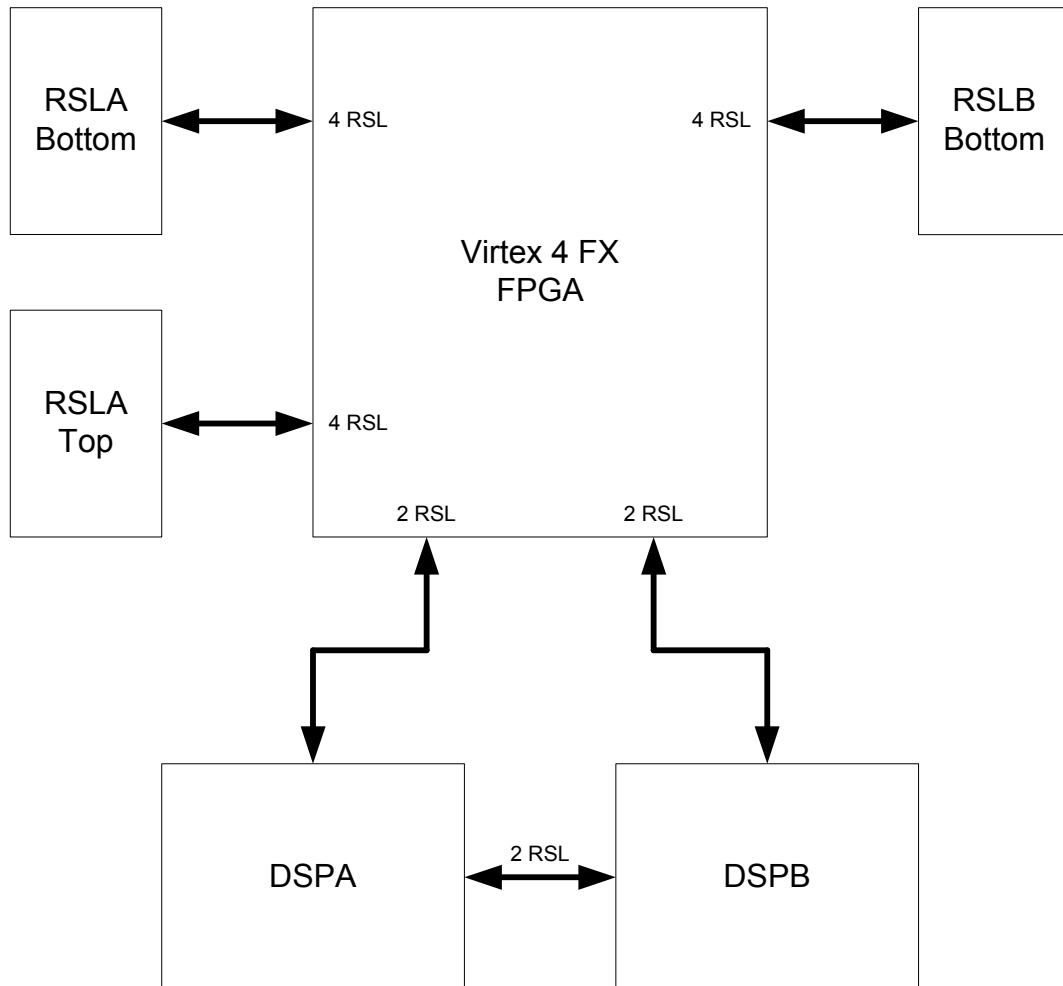 RSLA
Bottom
4 RSL
4 RSL
RSLB
Bottom
Virtex 4 FX
FPGA
RSLA
Top
4 RSL
2 RSL
2 RSL
DSPA
2 RSL
DSPB